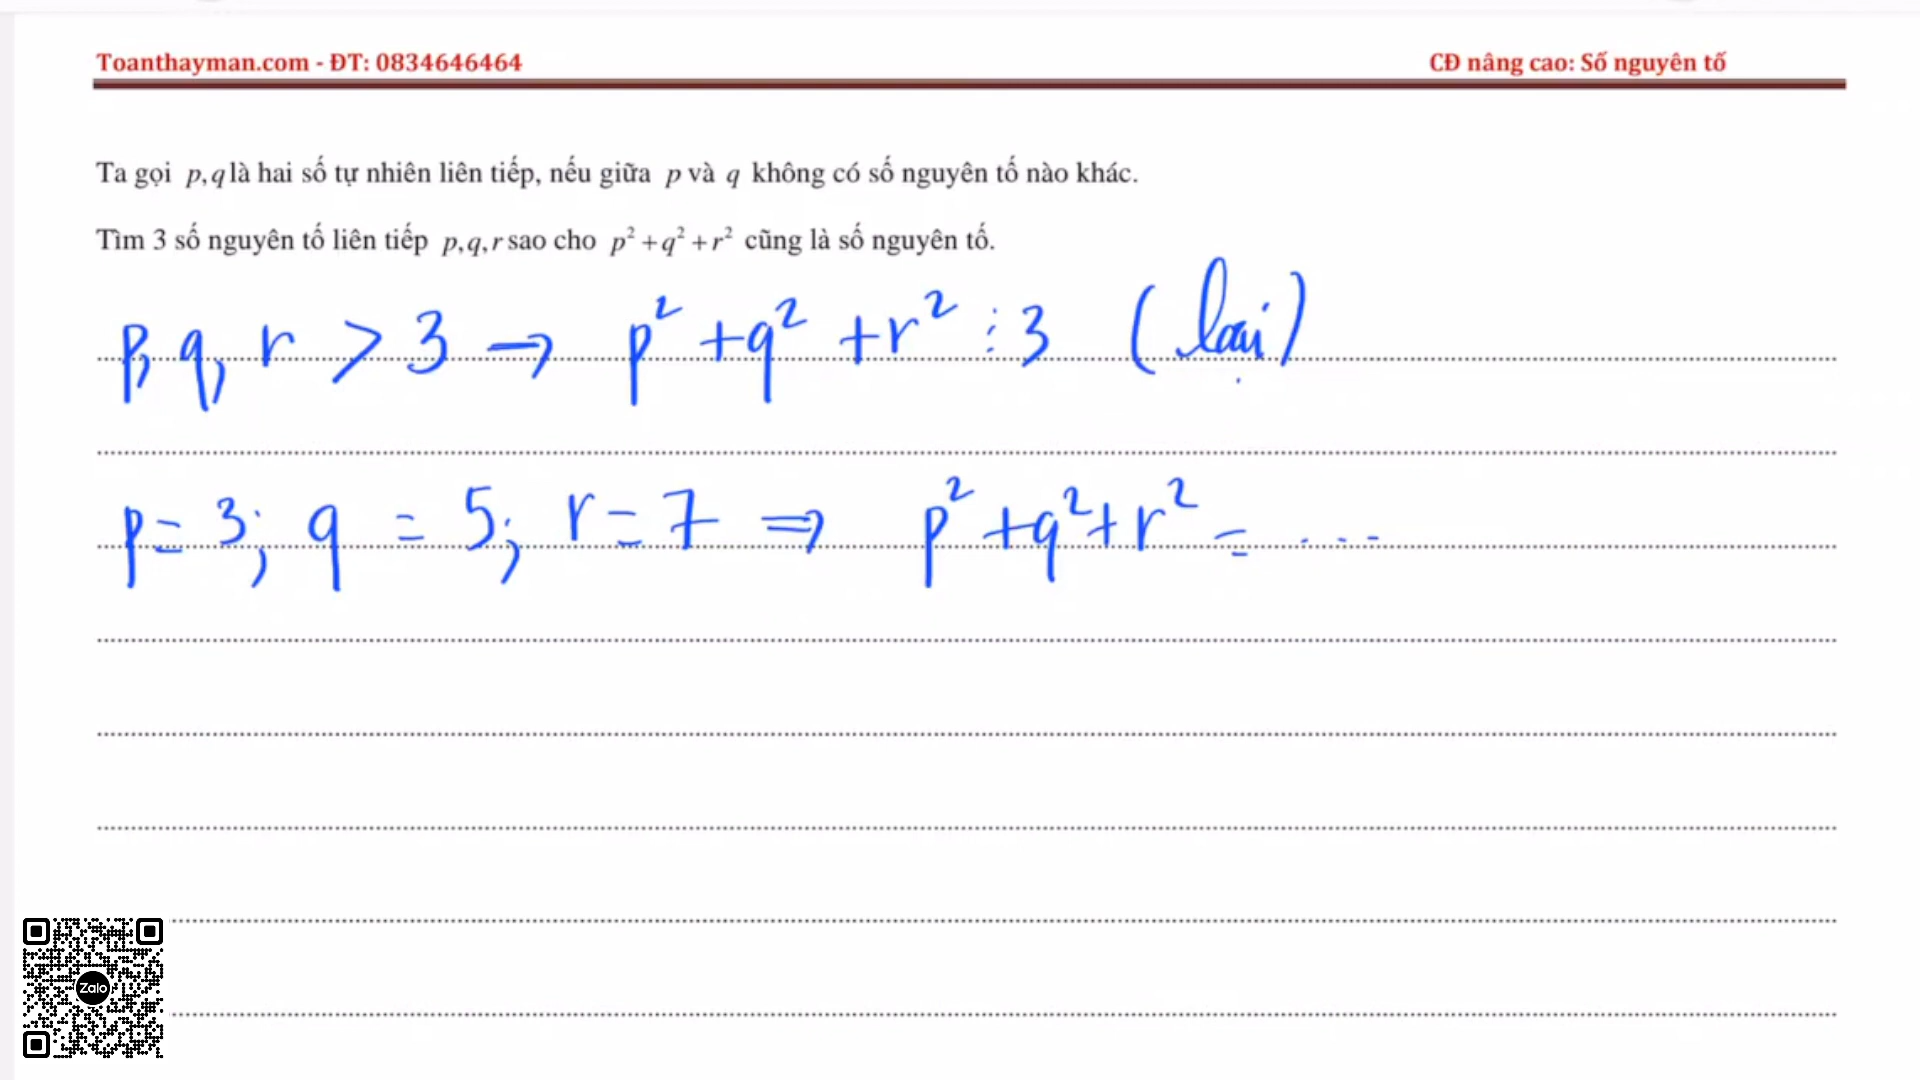 Toanthayman.com - ĐT: 0834646464
CĐ nâng cao: Số nguyên tố
Ta gọi p,q là hai số tự nhiên liên tiếp, nếu giữa p và q không có số nguyên tố nào khác.
Tìm 3 số nguyên tố liên tiếp p,q,r sao cho p² + q² + r² cũng là số nguyên tố.
p, q, r > 3 → p² + q² + r² ⋮ 3 (loại)
p = 3; q = 5; r = 7 ⇒ p² + q² + r² = ....
Zalo